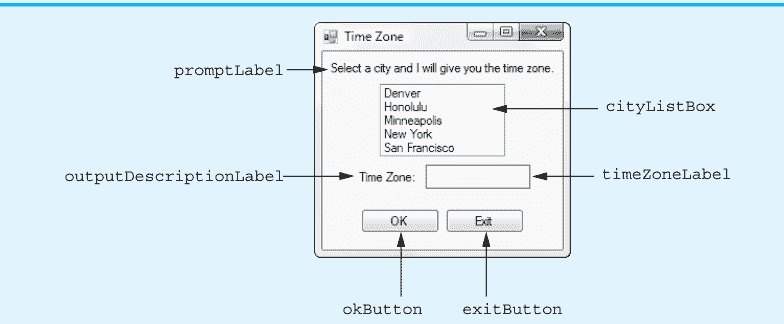 Time Zone
promptLabel
Select a city and I will give you the time zone.
Denver
Honolulu
Minneapolis
New York
San Francisco
cityListBox
outputDescriptionLabel
Time Zone:
timeZoneLabel
OK
Exit
okButton
exitButton